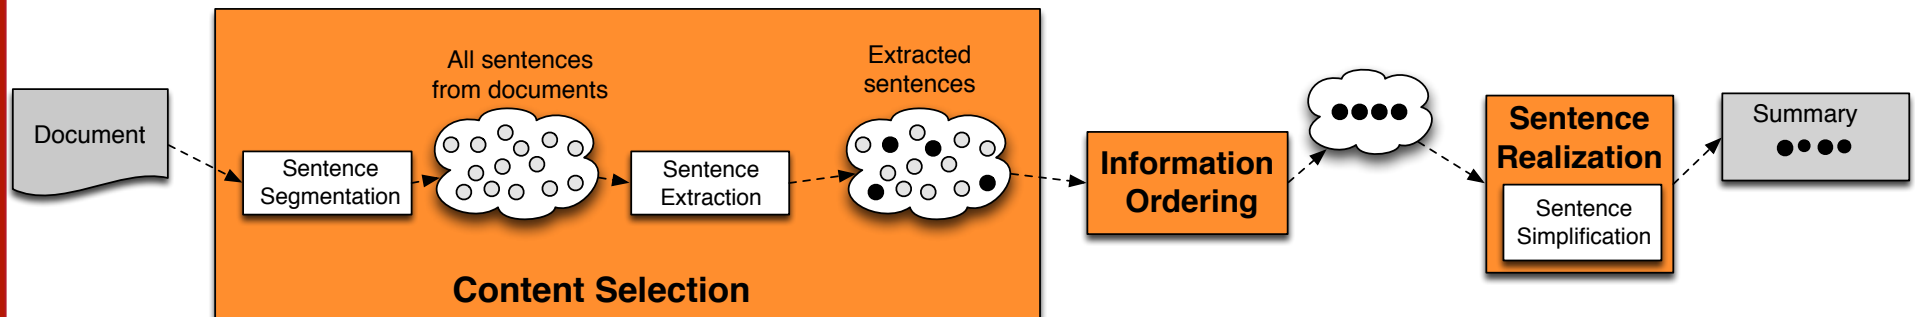 Document
Sentence
Segmentation
All sentences
from documents
Sentence
Extraction
Extracted
sentences
Content Selection
Information
Ordering
Sentence
Realization
Sentence
Simplification
Summary